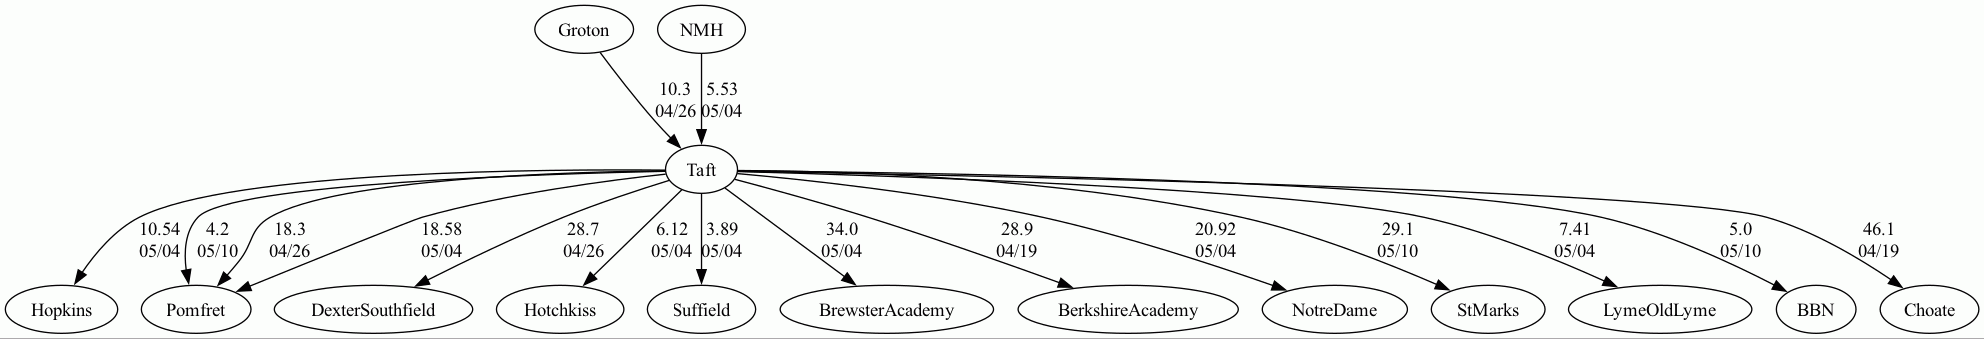 Groton
NMH
10.3
04/26
5.53
05/04
Taft
10.54
05/04
4.2
05/10
18.3
04/26
18.58
05/04
28.7
04/26
6.12
05/04
3.89
05/04
34.0
05/04
28.9
04/19
20.92
05/04
29.1
05/10
7.41
05/04
5.0
05/10
46.1
04/19
Hopkins
Pomfret
DexterSouthfield
Hotchkiss
Suffield
BrewsterAcademy
BerkshireAcademy
NotreDame
StMarks
LymeOldLyme
BBN
Choate